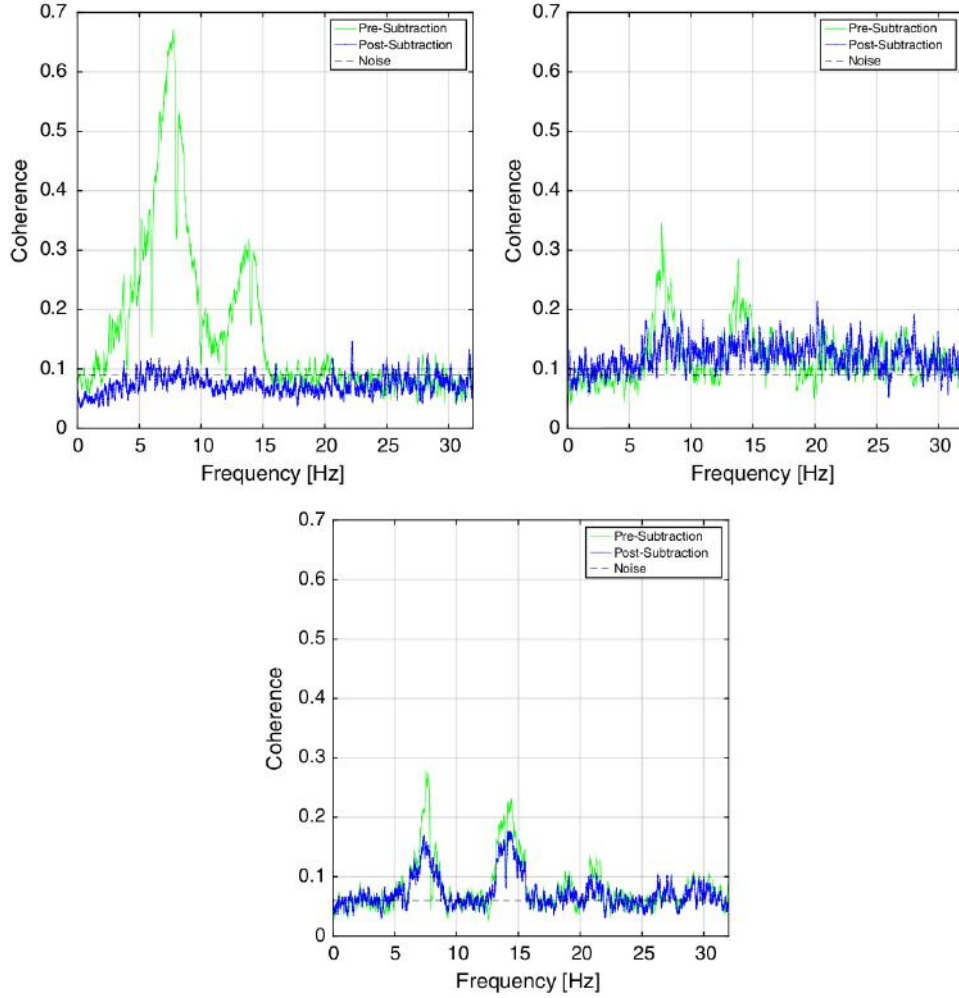 0.7
0.6
0.5
0.4
0.3
0.2
0.1
0
Coherence
Pre-Subtraction
Post-Subtraction
Noise
0 5 10 15 20 25 30
Frequency [Hz]
0.7
0.6
0.5
0.4
0.3
0.2
0.1
0
Coherence
Pre-Subtraction
Post-Subtraction
Noise
0 5 10 15 20 25 30
Frequency [Hz]
0.7
0.6
0.5
0.4
0.3
0.2
0.1
0
Coherence
Pre-Subtraction
Post-Subtraction
Noise
0 5 10 15 20 25 30
Frequency [Hz]